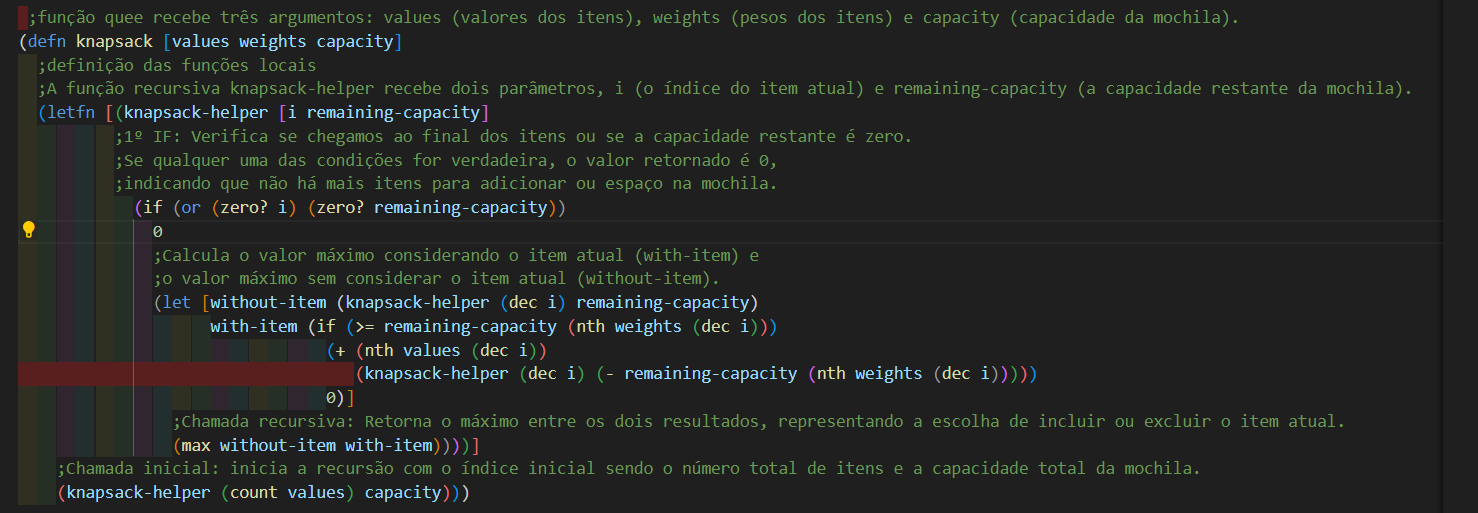 ;função quee recebe três argumentos: values (valores dos itens), weights (pesos dos itens) e capacity (capacidade da mochila).
(defn knapsack [values weights capacity]
;definição das funções locais
;A função recursiva knapsack-helper recebe dois parâmetros, i (o índice do item atual) e remaining-capacity (a capacidade restante da mochila).
(letfn [(knapsack-helper [i remaining-capacity]
;1º IF: Verifica se chegamos ao final dos itens ou se a capacidade restante é zero.
;Se qualquer uma das condições for verdadeira, o valor retornado é 0,
;indicando que não há mais itens para adicionar ou espaço na mochila.
(if (or (zero? i) (zero? remaining-capacity))
0
;Calcula o valor máximo considerando o item atual (with-item) e
;o valor máximo sem considerar o item atual (without-item).
(let [without-item (knapsack-helper (dec i) remaining-capacity)
with-item (if (>= remaining-capacity (nth weights (dec i)))
(+ (nth values (dec i))
(knapsack-helper (dec i) (- remaining-capacity (nth weights (dec i)))))
0)]
;Chamada recursiva: Retorna o máximo entre os dois resultados, representando a escolha de incluir ou excluir o item atual.
(max without-item with-item))))]
;Chamada inicial: inicia a recursão com o índice inicial sendo o número total de itens e a capacidade total da mochila.
(knapsack-helper (count values) capacity)))